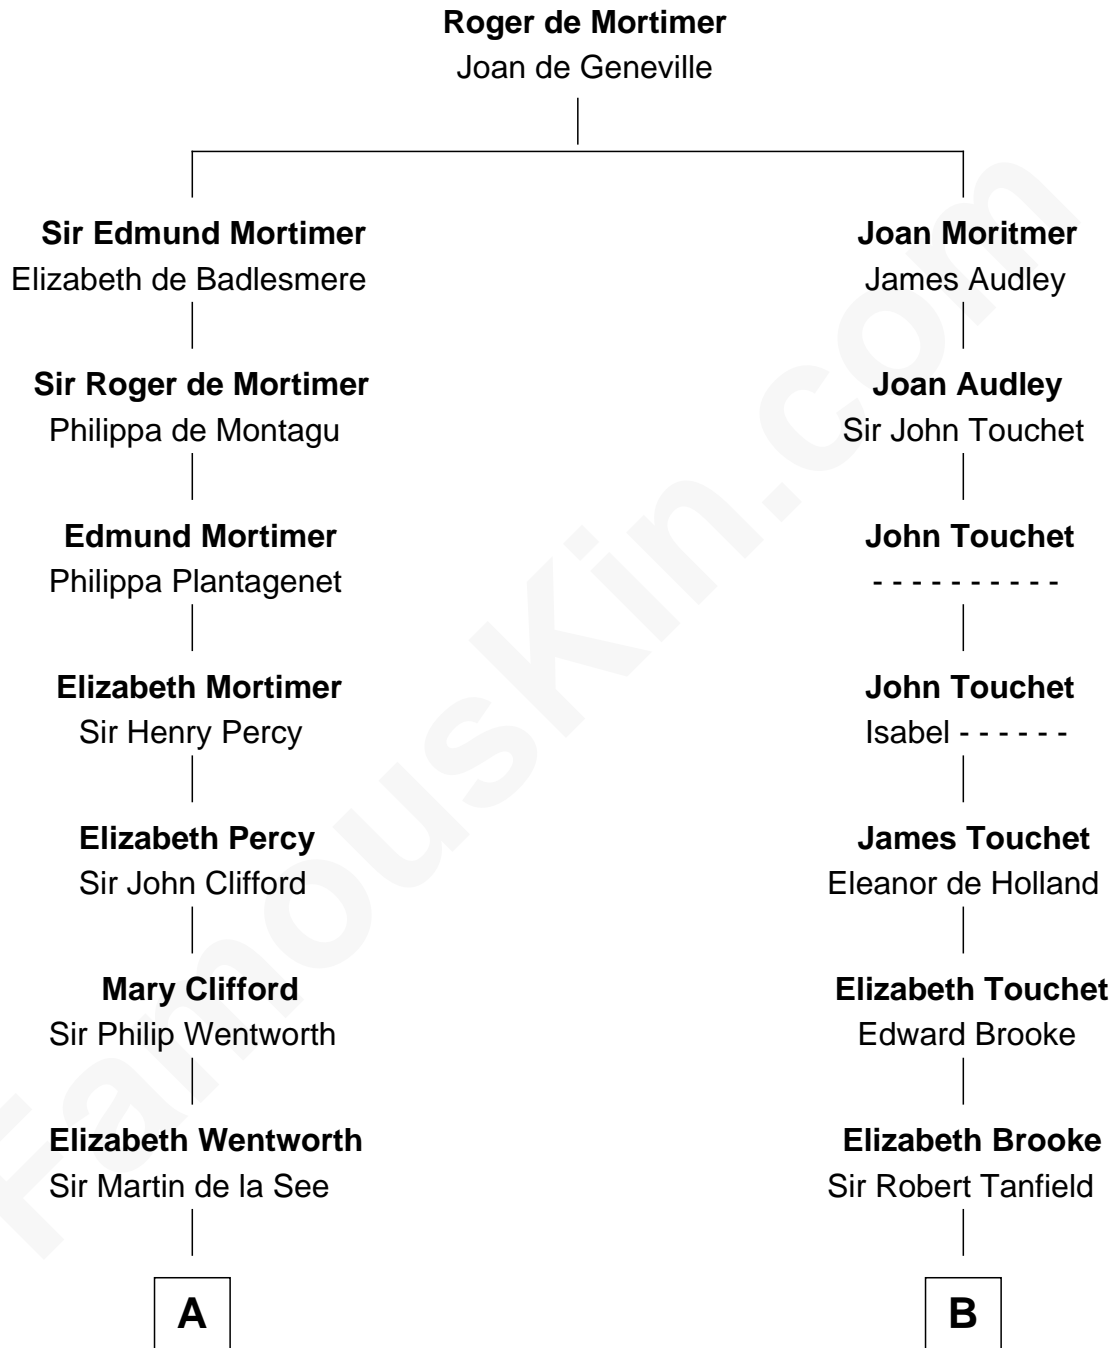 Roger de Mortimer
Joan de Geneville
Sir Edmund Mortimer
Elizabeth de Badlesmere
Joan Moritmer
James Audley
Sir Roger de Mortimer
Philippa de Montagu
Joan Audley
Sir John Touchet
Edmund Mortimer
Philippa Plantagenet
John Touchet
- - - - - - - - - -
Elizabeth Mortimer
Sir Henry Percy
John Touchet
Isabel - - - - - -
Elizabeth Percy
Sir John Clifford
James Touchet
Eleanor de Holland
Mary Clifford
Sir Philip Wentworth
Elizabeth Touchet
Edward Brooke
Elizabeth Wentworth
Sir Martin de la See
Elizabeth Brooke
Sir Robert Tanfield
A
B
FamousKin.com